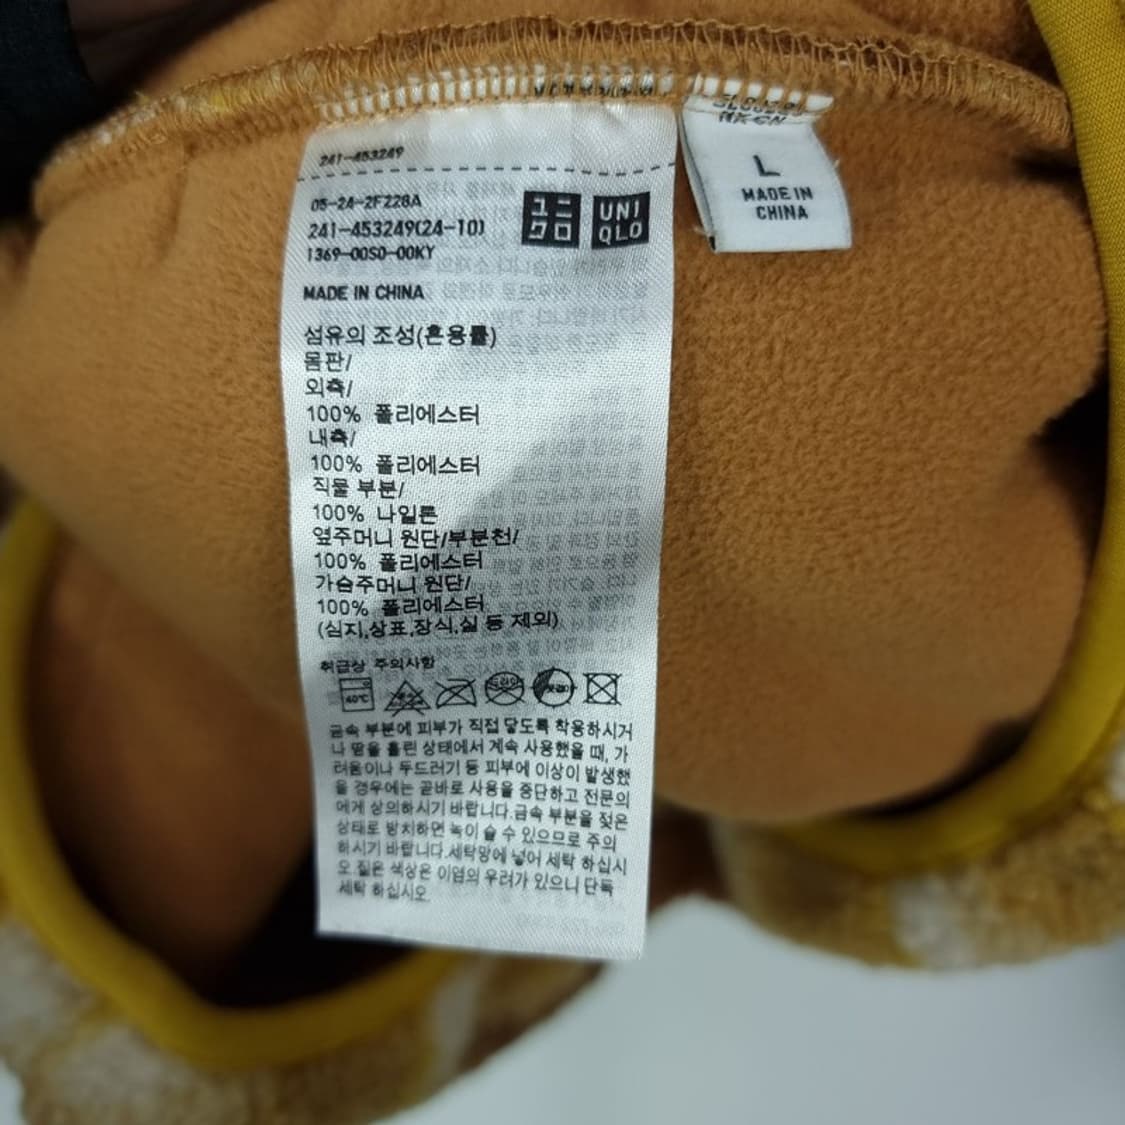 241-453249
05-24-2F228A
241-453249(24-10)
1369-00S0-00KY
ユニ
クロ
UNI
QLO
MADE IN CHINA
섬유의 조성(혼용률)
몸판/
외측/
100% 폴리에스터
내측/
100% 폴리에스터
직물 부분/
100% 나일론
옆주머니 원단/부분천/
100% 폴리에스터
가슴주머니 원단/
100% 폴리에스터
(심지,상표,장식,실 등 제외)
취급상 주의사항
40℃
드라이
금속 부분에 피부가 직접 닿도록 착용하시거
나 땀을 흘린 상태에서 계속 사용했을 때, 가
려움이나 두드러기 등 피부에 이상이 발생했
을 경우에는 곧바로 사용을 중단하고 전문의
에게 상의하시기 바랍니다.금속 부분을 젖은
상태로 방치하면 녹이 슬 수 있으므로 주의
하시기 바랍니다.세탁망에 넣어 세탁 하십시
오.짙은 색상은 이염의 우려가 있으니 단독
세탁 하십시오.
L
MADE IN
CHINA